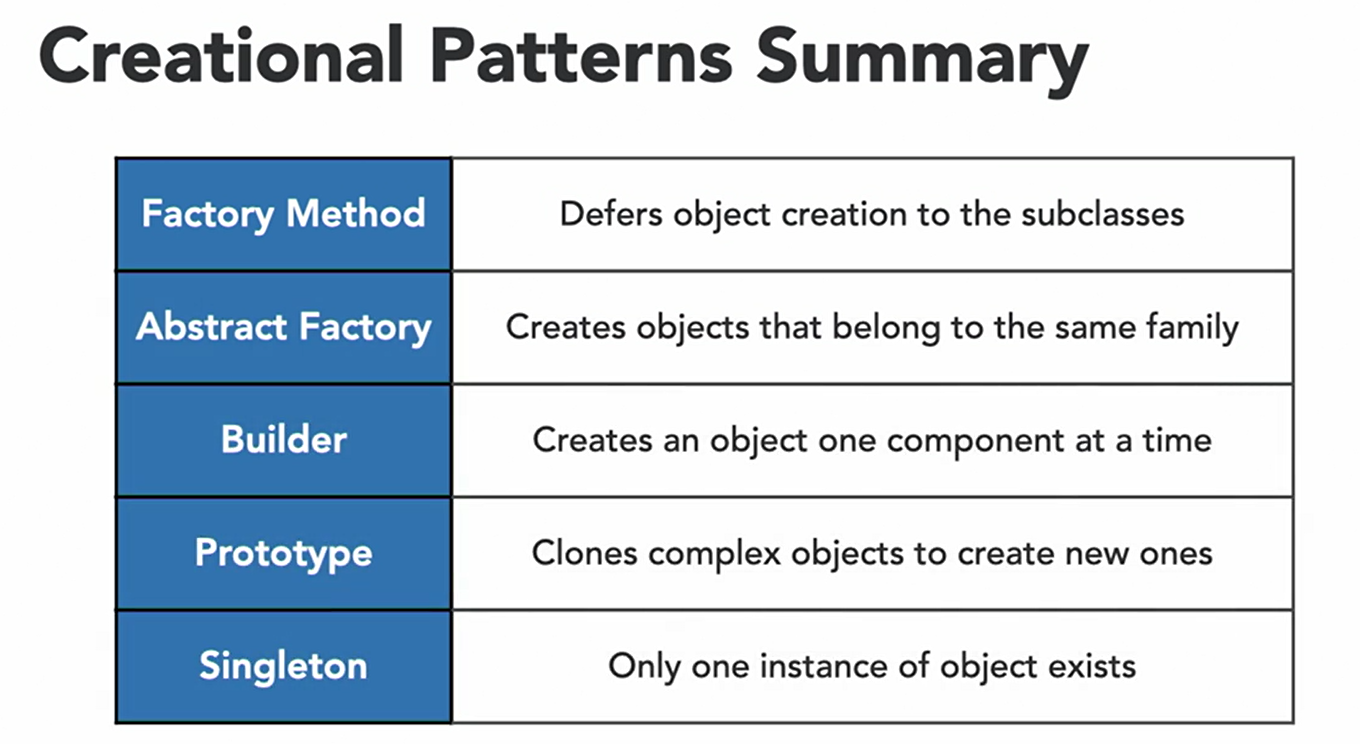 Creational Patterns Summary
Factory Method
Defers object creation to the subclasses
Abstract Factory
Creates objects that belong to the same family
Builder
Creates an object one component at a time
Prototype
Clones complex objects to create new ones
Singleton
Only one instance of object exists